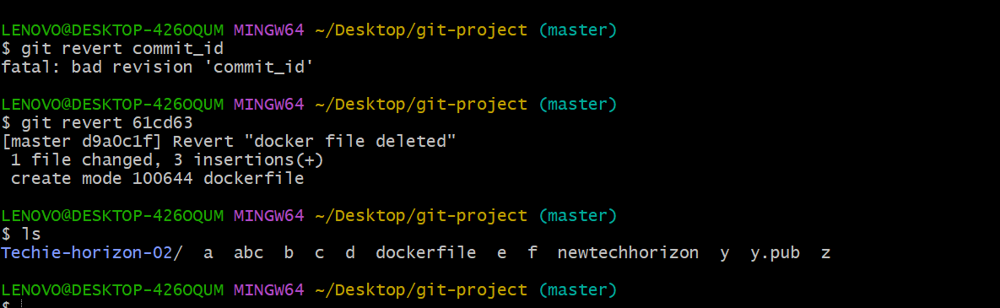 LENOVO@DESKTOP-426OQUM MINGW64 ~/Desktop/git-project (master)
$ git revert commit_id
fatal: bad revision 'commit_id'
LENOVO@DESKTOP-426OQUM MINGW64 ~/Desktop/git-project (master)
$ git revert 61cd63
[master d9a0c1f] Revert "docker file deleted"
 1 file changed, 3 insertions(+)
 create mode 100644 dockerfile
LENOVO@DESKTOP-426OQUM MINGW64 ~/Desktop/git-project (master)
$ ls
Techie-horizon-02/  a  abc  b  c  d  dockerfile  e  f  newtechhorizon  y  y.pub  z
LENOVO@DESKTOP-426OQUM MINGW64 ~/Desktop/git-project (master)
$